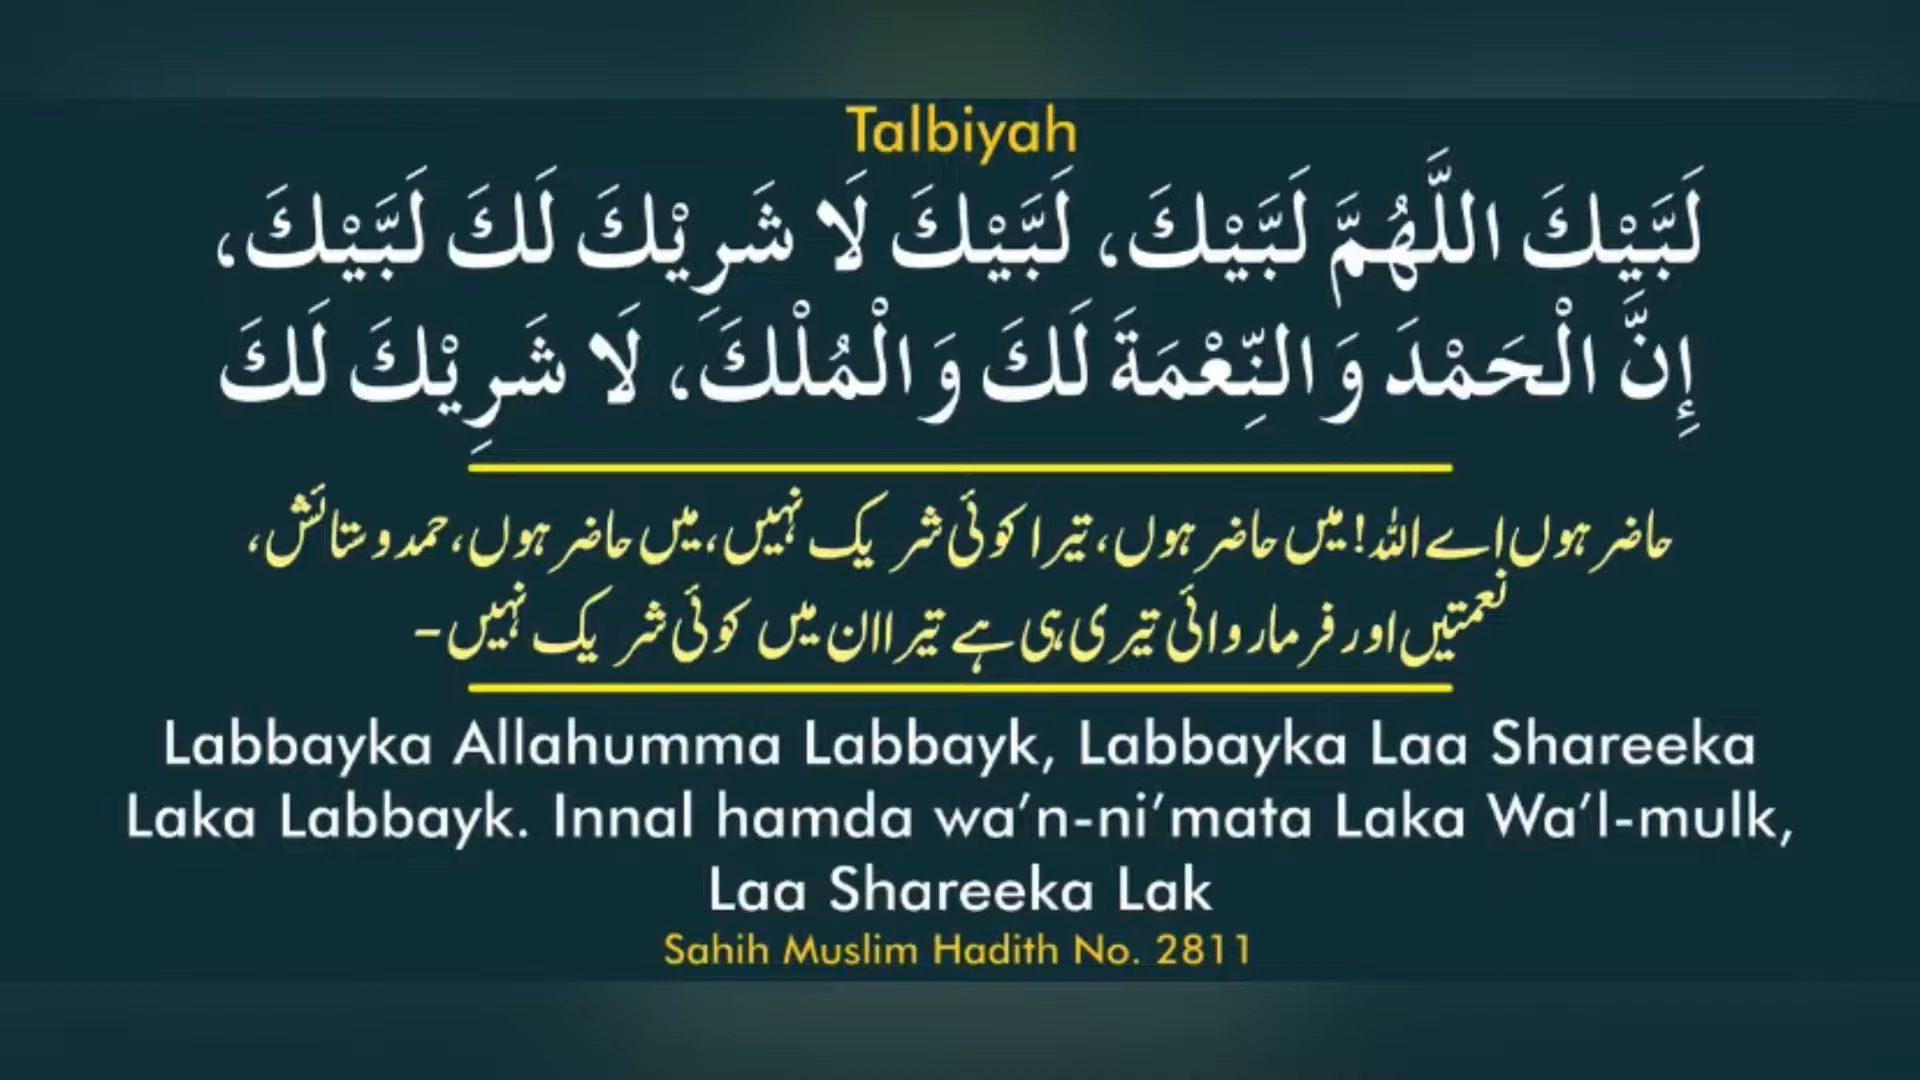 Talbiyah
لَبَّيْكَ اللَّهُمَّ لَبَّيْكَ، لَبَّيْكَ لَا شَرِيْكَ لَكَ لَبَّيْكَ،
إِنَّ الْحَمْدَ وَالنِّعْمَةَ لَكَ وَالْمُلْكَ، لَا شَرِيْكَ لَكَ
حاضر ہوں اے اللہ! میں حاضر ہوں، تیرا کوئی شریک نہیں، میں حاضر ہوں، حمد و ستائش،
نعمتیں اور فرماروائی تیری ہی ہے تیرا ان میں کوئی شریک نہیں۔
Labbayka Allahumma Labbayk, Labbayka Laa Shareeka
Laka Labbayk. Innal hamda wa’n-ni’mata Laka Wa’l-mulk,
Laa Shareeka Lak
Sahih Muslim Hadith No. 2811